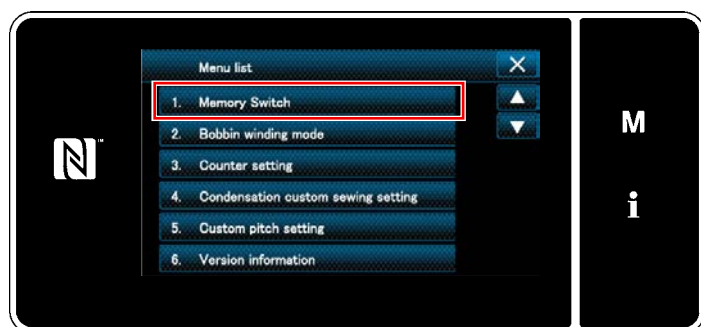 Menu list
1. Memory Switch
2. Bobbin winding mode
3. Counter setting
4. Condensation custom sewing setting
5. Custom pitch setting
6. Version information
N
M
i